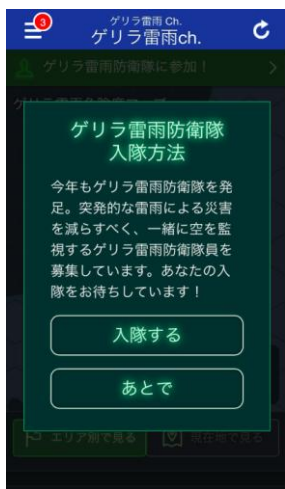 3
ゲリラ雷雨 Ch.
ゲリラ雷雨ch.
ゲリラ雷雨防衛隊に参加！
ゲリラ雷雨防衛隊
入隊方法
今年もゲリラ雷雨防衛隊を発
足。突発的な雷雨による災害
を減らすべく、一緒に空を監
視するゲリラ雷雨防衛隊員を
募集しています。あなたの入
隊をお待ちしています！
入隊する
あとで
エリア別で見る
現在地で見る